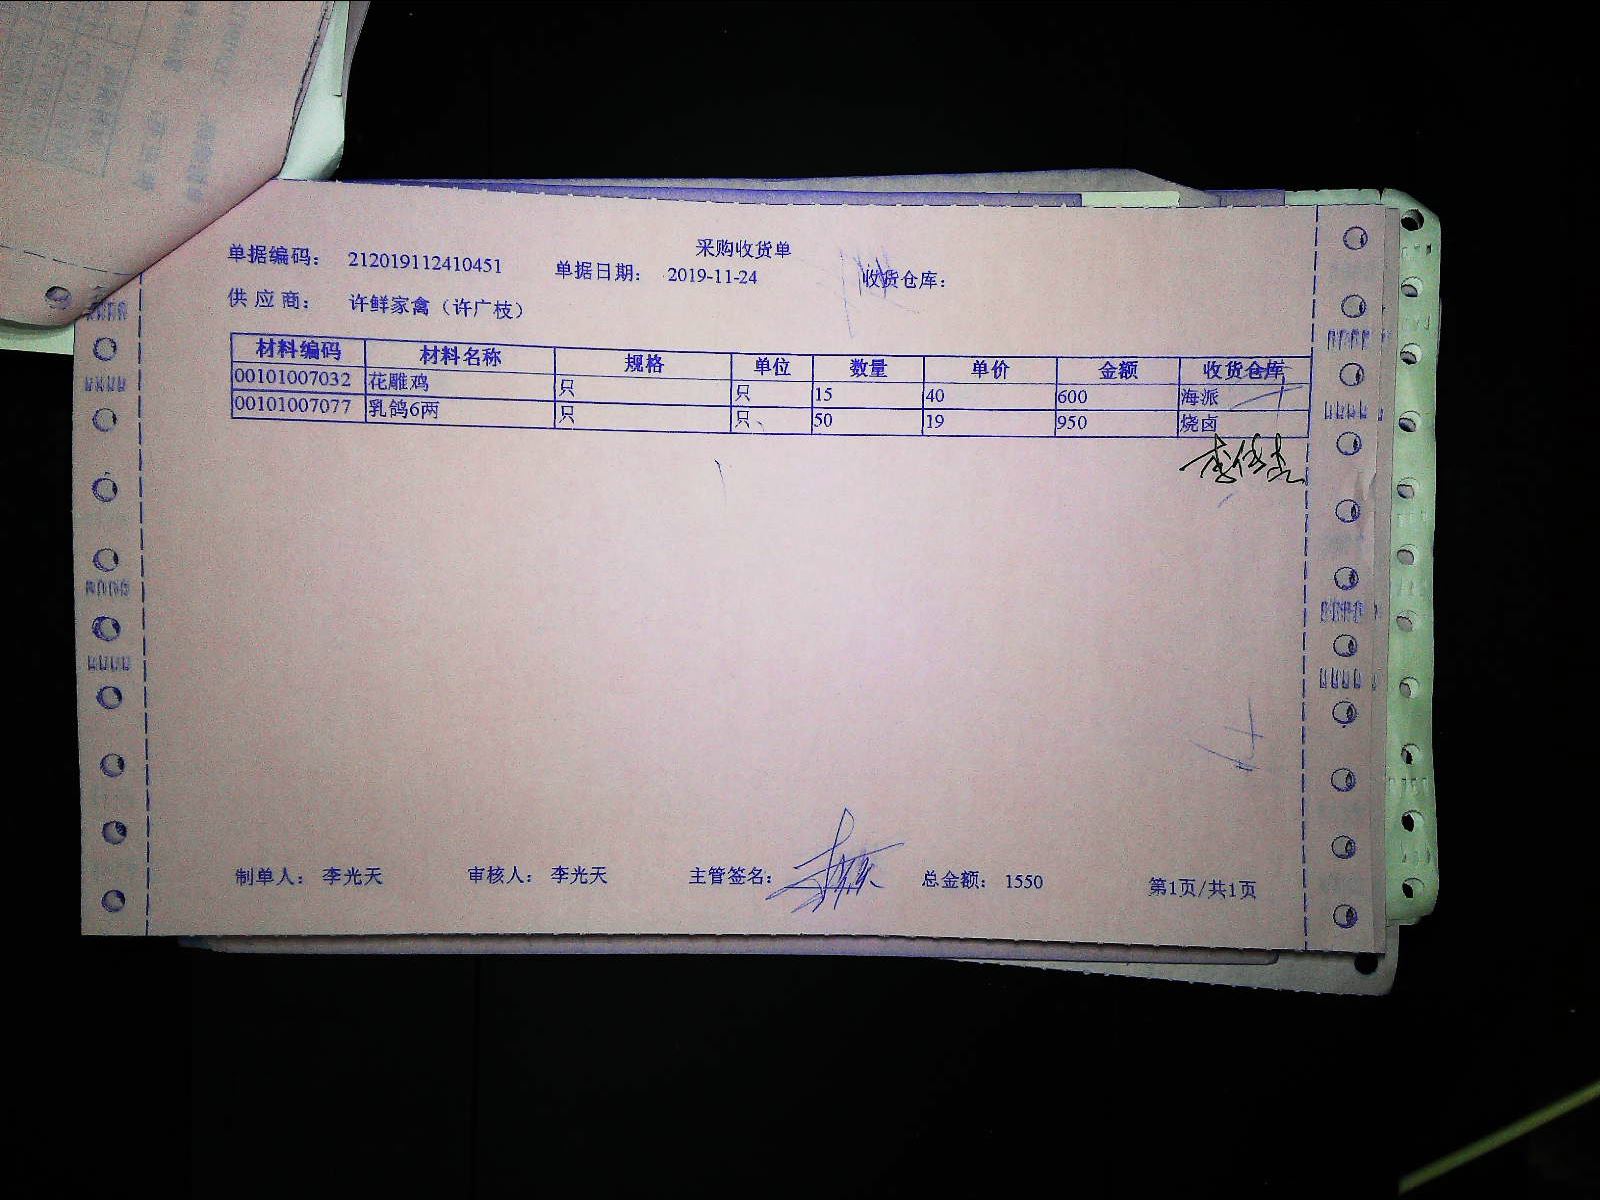 采购收货单
单据编码： 212019112410451 单据日期： 2019-11-24 收货仓库：
供 应 商： 许鲜家禽（许广枝）
材料编码 材料名称 规格 单位 数量 单价 金额 收货仓库
00101007032 花雕鸡 只 只 15 40 600 海派
00101007077 乳鸽6两 只 只、 50 19 950 烧卤
制单人： 李光天 审核人： 李光天 主管签名： 总金额： 1550 第1页/共1页